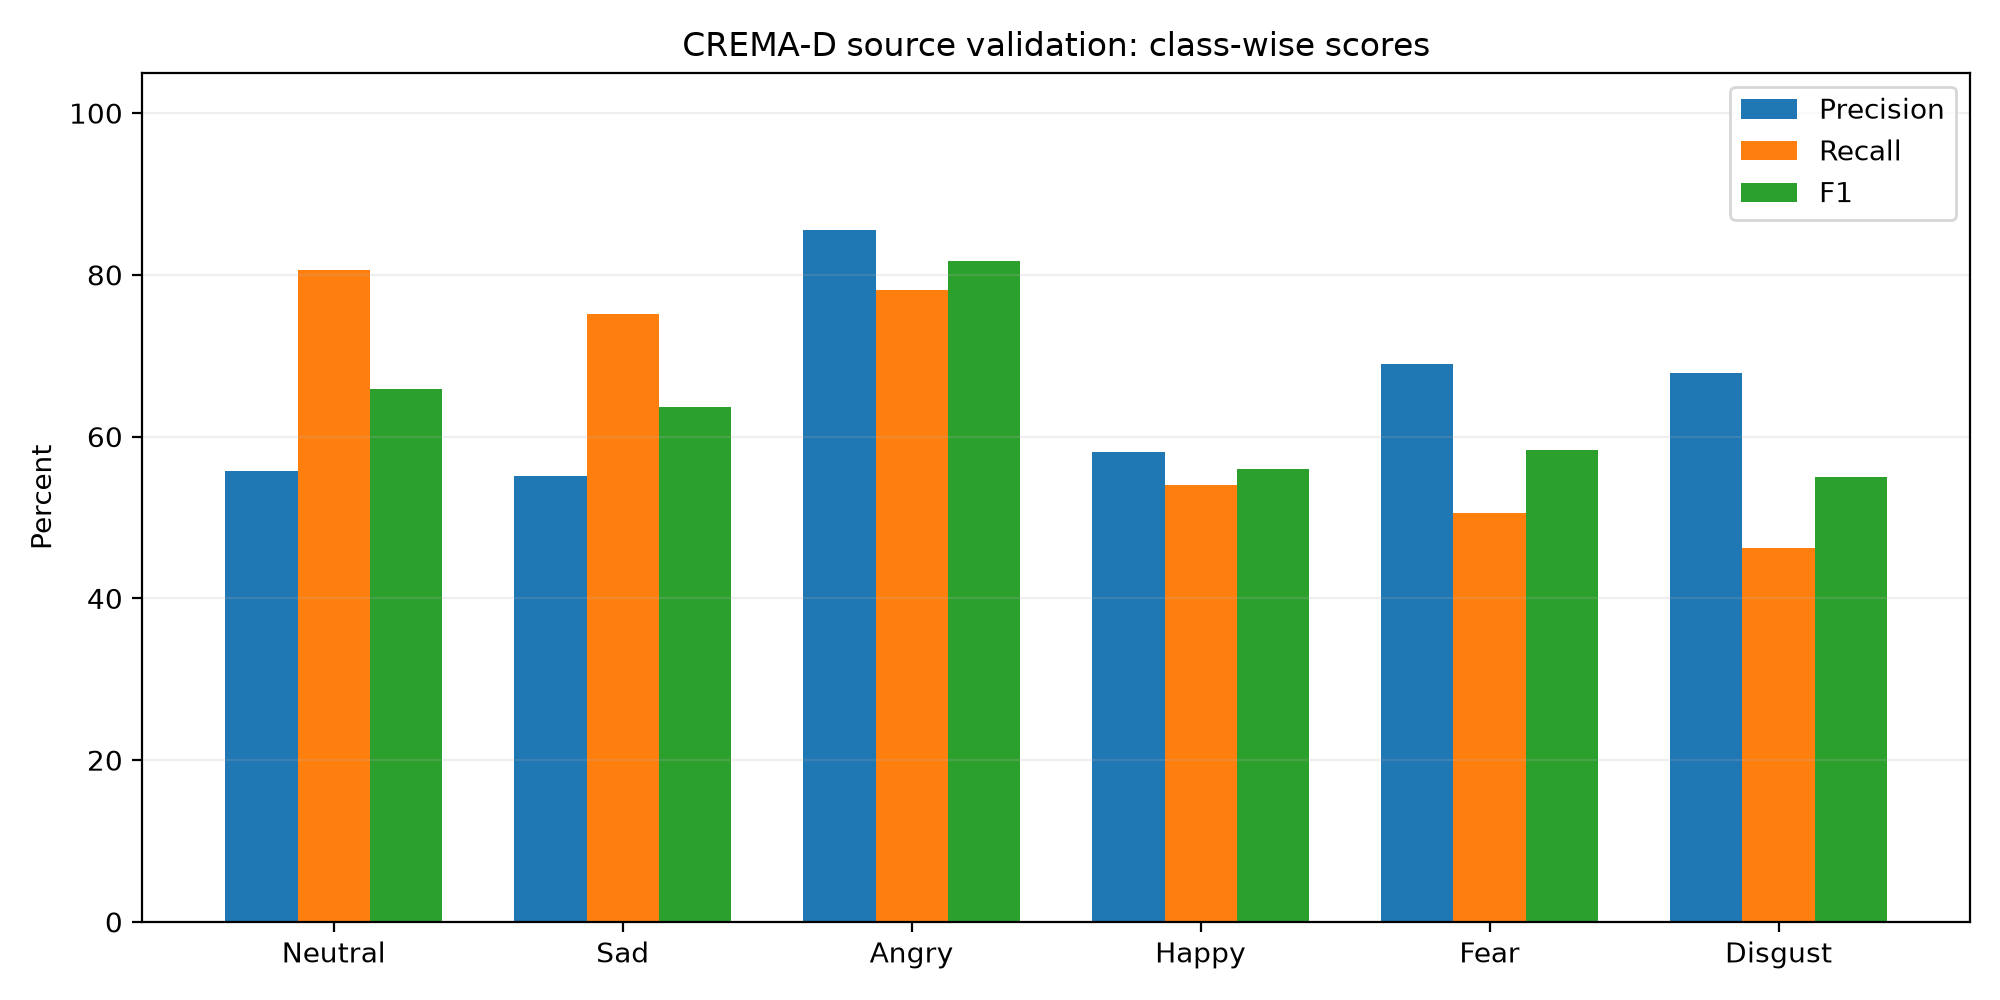 CREMA-D source validation: class-wise scores
Precision
Recall
F1
Percent
100
80
60
40
20
0
Neutral
Sad
Angry
Happy
Fear
Disgust